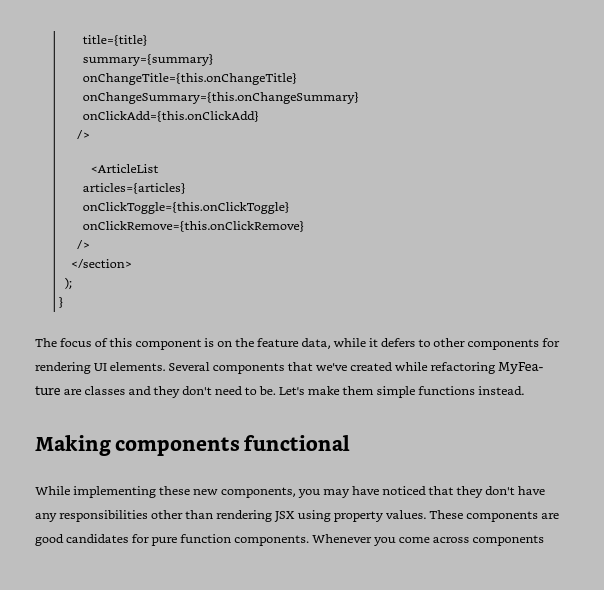 title={title}
summary={summary}
onChangeTitle={this.onChangeTitle}
onChangeSummary={this.onChangeSummary}
onClickAdd={this.onClickAdd}
/>
<ArticleList
articles={articles}
onClickToggle={this.onClickToggle}
onClickRemove={this.onClickRemove}
/>
</section>
);
}
The focus of this component is on the feature data, while it defers to other components for
rendering UI elements. Several components that we've created while refactoring MyFea-
ture are classes and they don't need to be. Let's make them simple functions instead.
Making components functional
While implementing these new components, you may have noticed that they don't have
any responsibilities other than rendering JSX using property values. These components are
good candidates for pure function components. Whenever you come across components